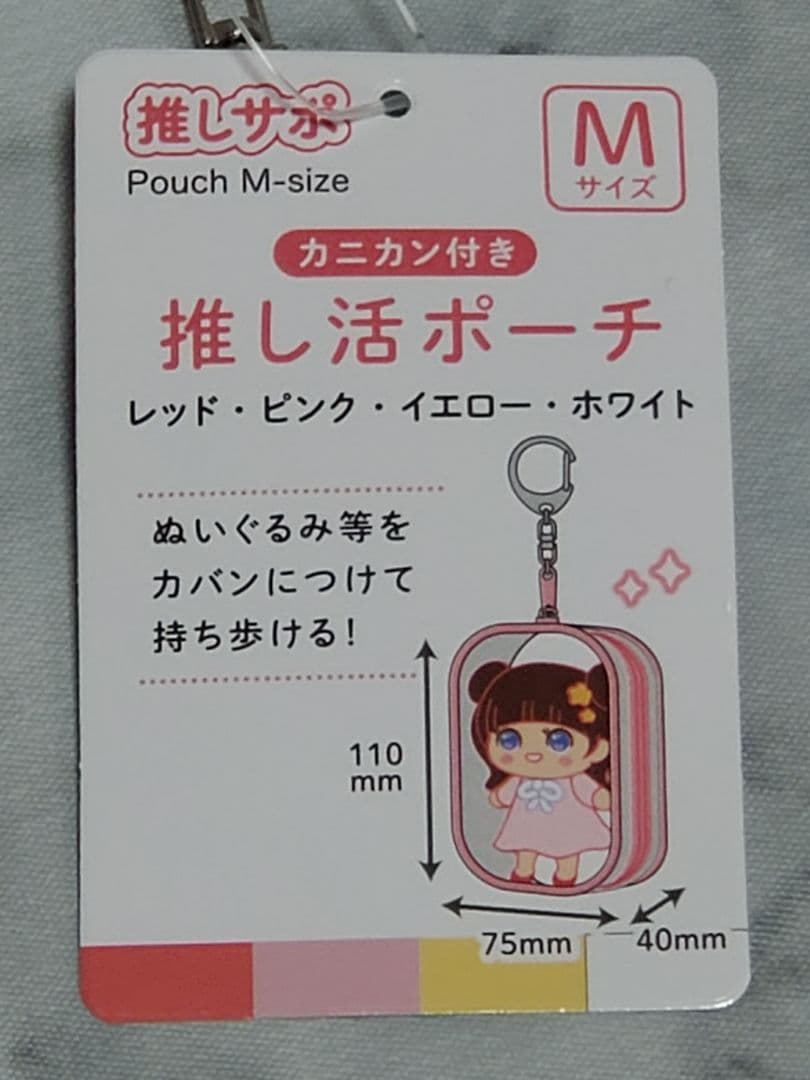 推しサポ
Pouch M-size
M
サイズ
カニカン付き
推し活ポーチ
レッド・ピンク・イエロー・ホワイト
ぬいぐるみ等を
カバンにつけて
持ち歩ける！
110
mm
75mm
40mm